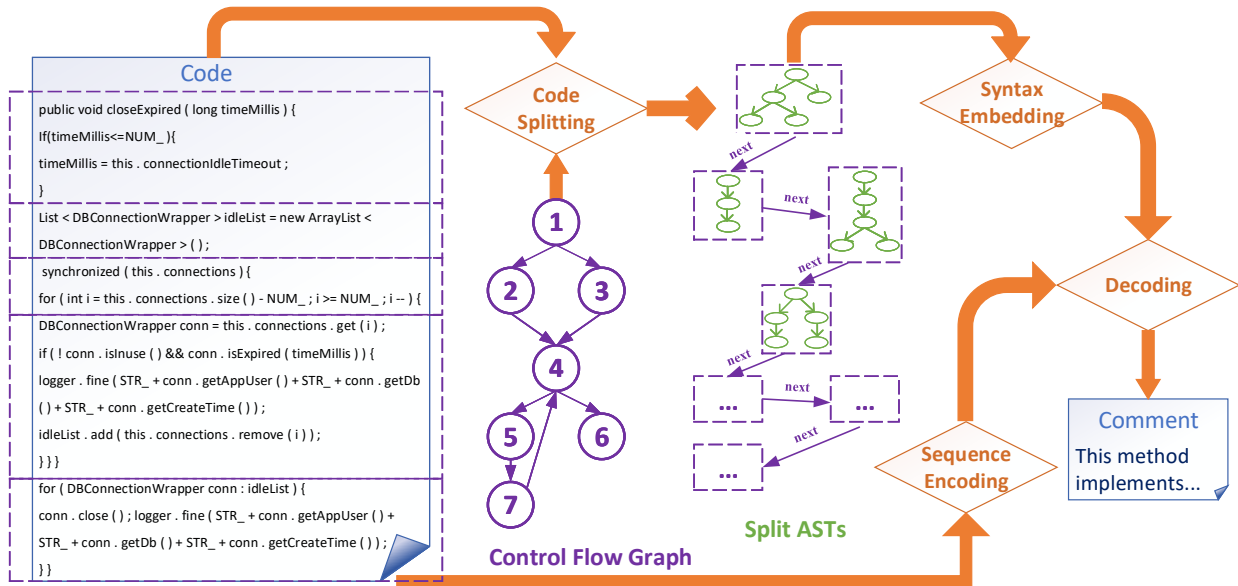 Code
public void closeExpired ( long timeMillis ) {
If(timeMillis<=NUM_ ){
timeMillis = this . connectionIdleTimeout ;
}
List < DBConnectionWrapper > idleList = new ArrayList <
DBConnectionWrapper > ( ) ;
synchronized ( this . connections ) {
for ( int i = this . connections . size ( ) - NUM_ ; i >= NUM_ ; i -- ) {
DBConnectionWrapper conn = this . connections . get ( i ) ;
if ( ! conn . isInuse ( ) && conn . isExpired ( timeMillis ) ) {
logger . fine ( STR_ + conn . getAppUser ( ) + STR_ + conn . getDb
( ) + STR_ + conn . getCreateTime ( ) ) ;
idleList . add ( this . connections . remove ( i ) ) ;
} } }
for ( DBConnectionWrapper conn : idleList ) {
conn . close ( ) ; logger . fine ( STR_ + conn . getAppUser ( ) +
STR_ + conn . getDb ( ) + STR_ + conn . getCreateTime ( ) ) ;
} }
Code
Splitting
1
2
3
4
5
6
7
Control Flow Graph
next
next
next
next
...
next
...
next
...
Split ASTs
Syntax
Embedding
Sequence
Encoding
Decoding
Comment
This method
implements...